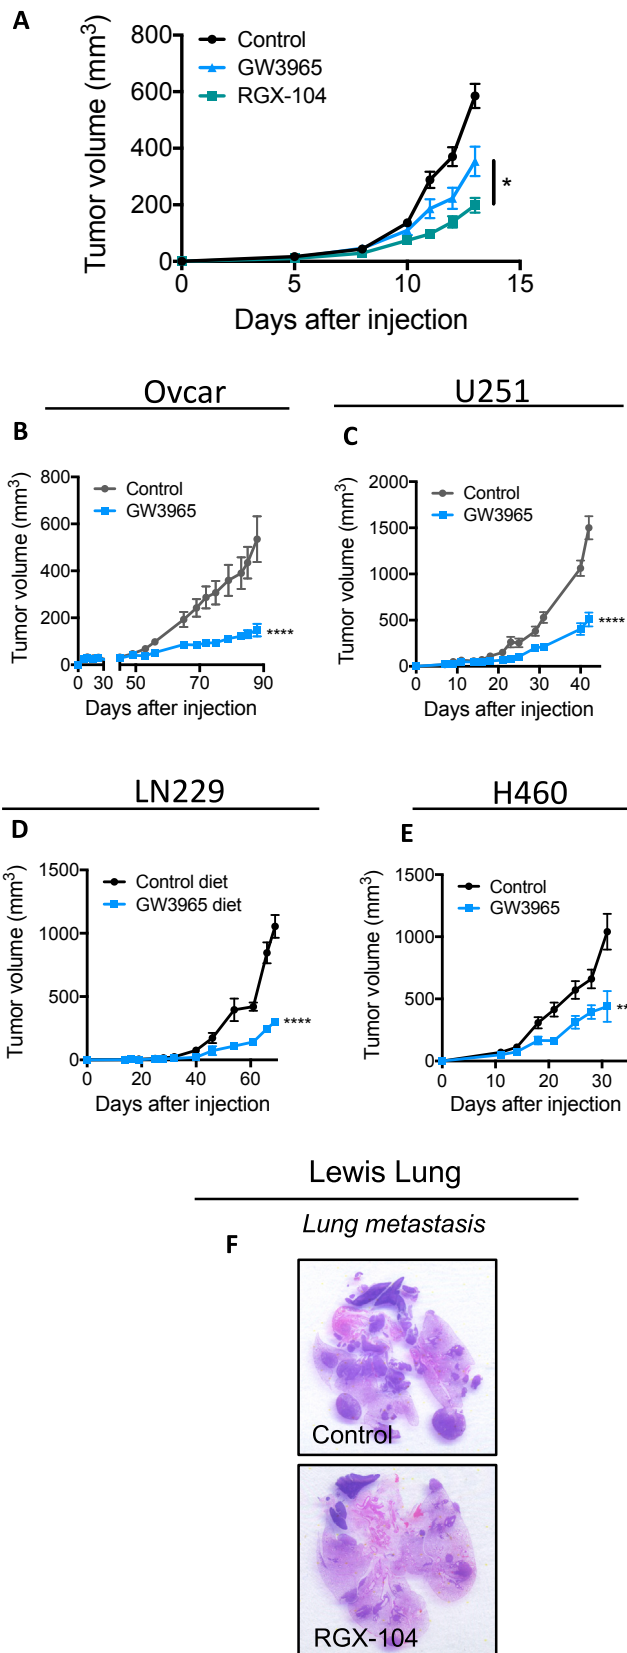 A
Tumor volume (mm3)
800
600
400
200
0
Control
GW3965
RGX-104
*
0 5 10 15
Days after injection
Ovcar
B
Tumor volume (mm3)
800
600
400
200
0
Control
GW3965
****
0 30 50 70 90
Days after injection
U251
C
Tumor volume (mm3)
2000
1500
1000
500
0
Control
GW3965
****
0 10 20 30 40
Days after injection
LN229
D
Tumor volume (mm3)
1500
1000
500
0
Control diet
GW3965 diet
****
0 20 40 60
Days after injection
H460
E
Tumor volume (mm3)
1500
1000
500
0
Control
GW3965
**
0 10 20 30
Days after injection
Lewis Lung
Lung metastasis
F
Control
RGX-104